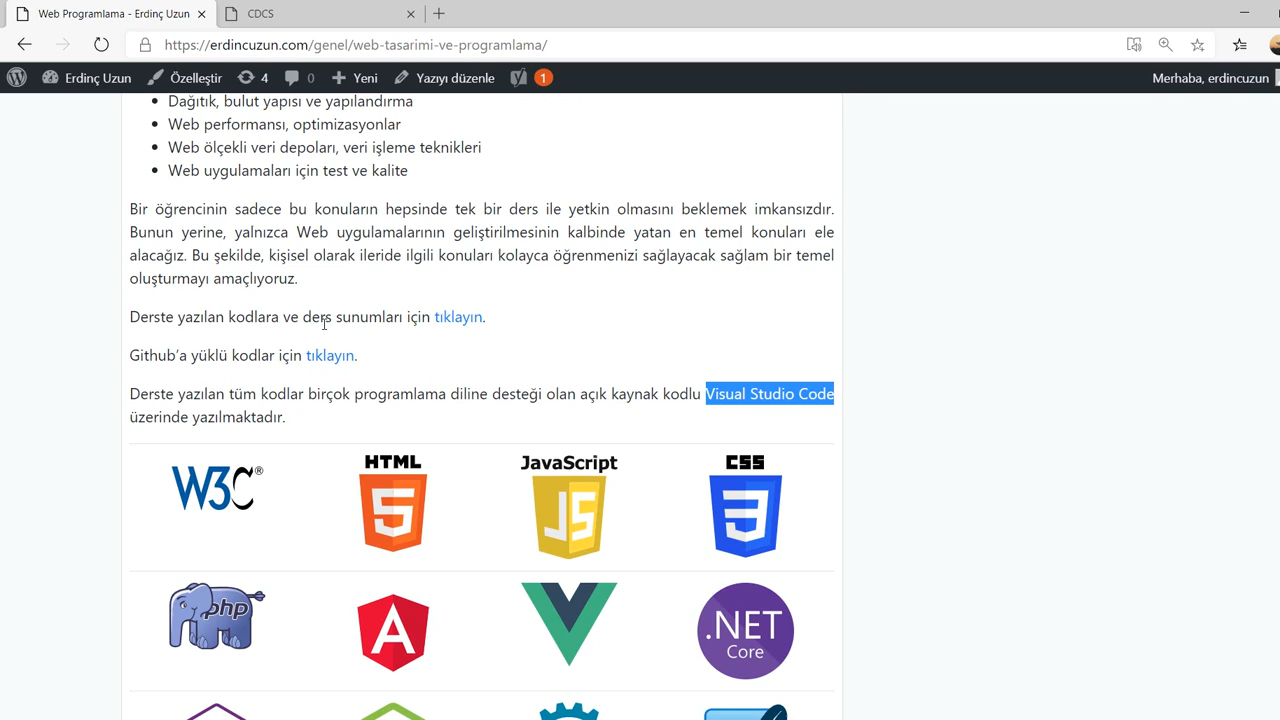 Web Programlama - Erdinç Uzun
CDCS
https://erdincuzun.com/genel/web-tasarimi-ve-programlama/
Erdinç Uzun
Özelleştir
4
0
Yeni
Yazıyı düzenle
1
Merhaba, erdincuzun
Dağıtık, bulut yapısı ve yapılandırma
Web performansı, optimizasyonlar
Web ölçekli veri depoları, veri işleme teknikleri
Web uygulamaları için test ve kalite
Bir öğrencinin sadece bu konuların hepsinde tek bir ders ile yetkin olmasını beklemek imkansızdır.
Bunun yerine, yalnızca Web uygulamalarının geliştirilmesinin kalbinde yatan en temel konuları ele
alacağız. Bu şekilde, kişisel olarak ileride ilgili konuları kolayca öğrenmenizi sağlayacak sağlam bir temel
oluşturmayı amaçlıyoruz.
Derste yazılan kodlara ve ders sunumları için tıklayın.
Github'a yüklü kodlar için tıklayın.
Derste yazılan tüm kodlar birçok programlama diline desteği olan açık kaynak kodlu Visual Studio Code
üzerinde yazılmaktadır.
W3C®
HTML
5
JavaScript
JS
CSS
3
php
A
.NET
Core